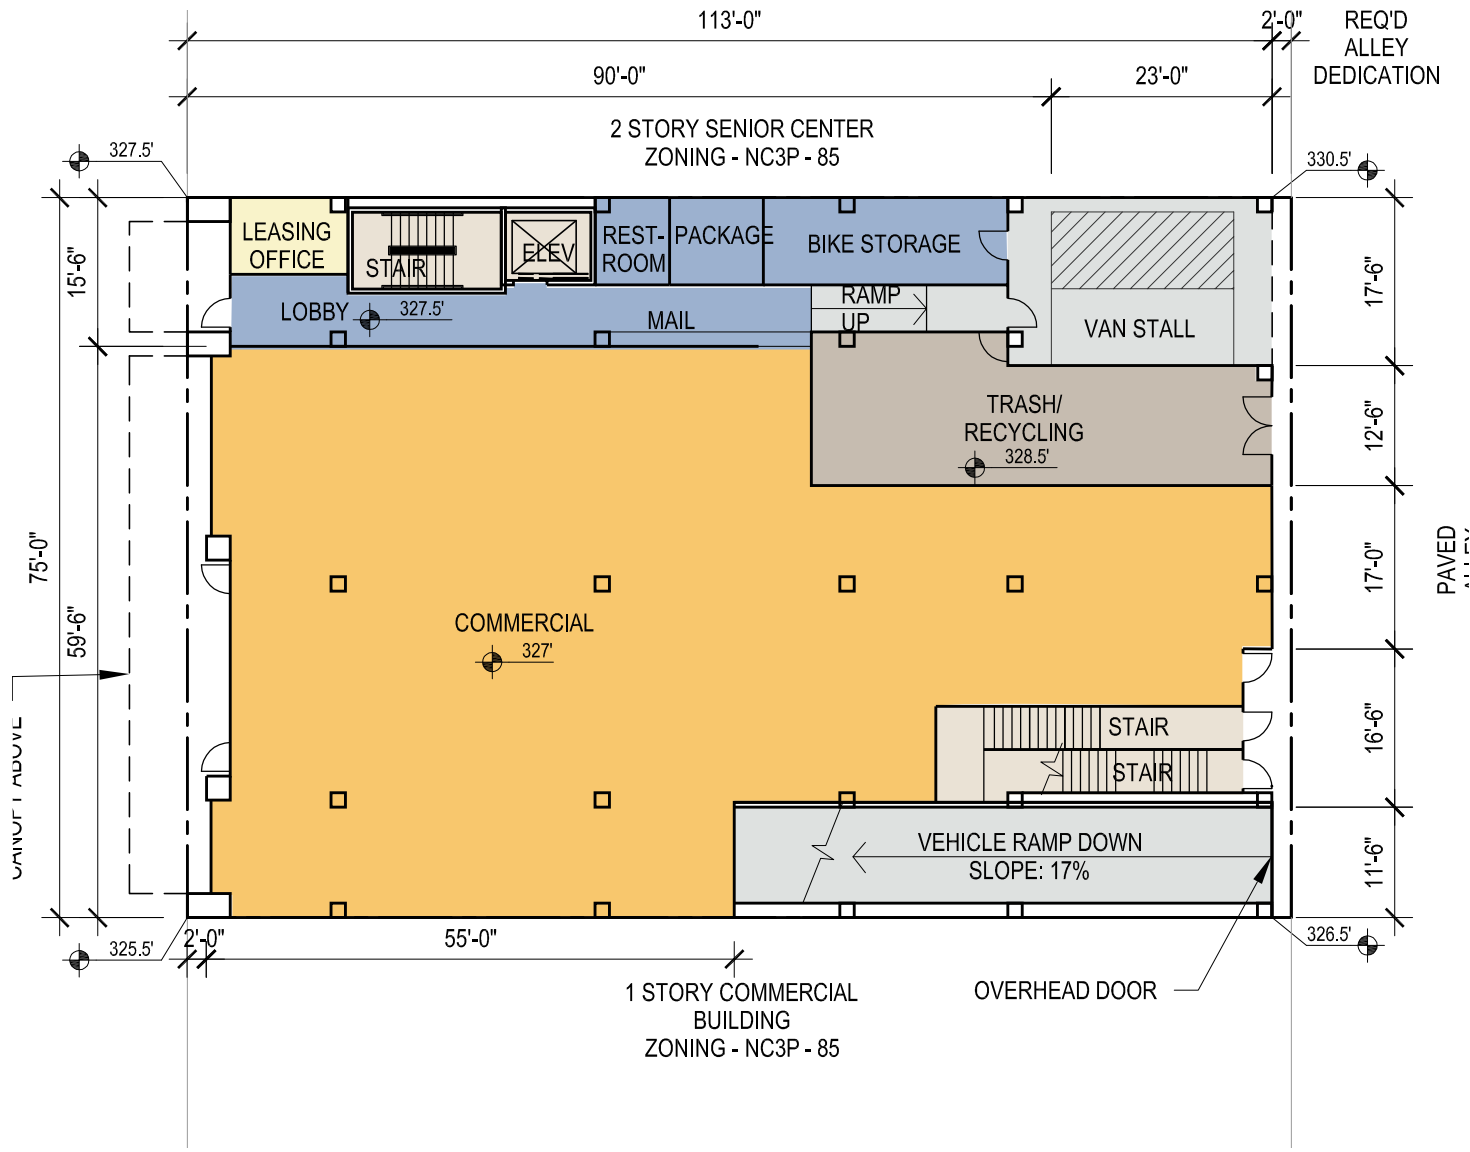 113'-0"
2'-0"
REQ'D
ALLEY
DEDICATION
90'-0"
23'-0"
2 STORY SENIOR CENTER
ZONING - NC3P - 85
327.5'
330.5'
LEASING
OFFICE
STAIR
ELEV
REST-
ROOM
PACKAGE
BIKE STORAGE
15'-6"
17'-6"
LOBBY
327.5'
MAIL
RAMP
UP
VAN STALL
TRASH/
RECYCLING
328.5'
12'-6"
75'-0"
59'-6"
17'-0"
PAVED
ALLEY
COMMERCIAL
327'
CANOPY ABOVE
STAIR
STAIR
16'-6"
VEHICLE RAMP DOWN
SLOPE: 17%
11'-6"
325.5'
2'-0"
55'-0"
326.5'
1 STORY COMMERCIAL
BUILDING
ZONING - NC3P - 85
OVERHEAD DOOR